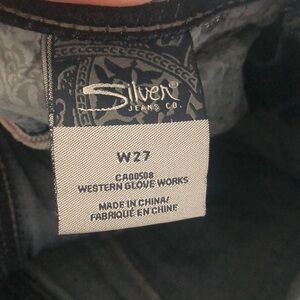 Silver®
JEANS CO.
W27
CA00508
WESTERN GLOVE WORKS
MADE IN CHINA/
FABRIQUÉ EN CHINE